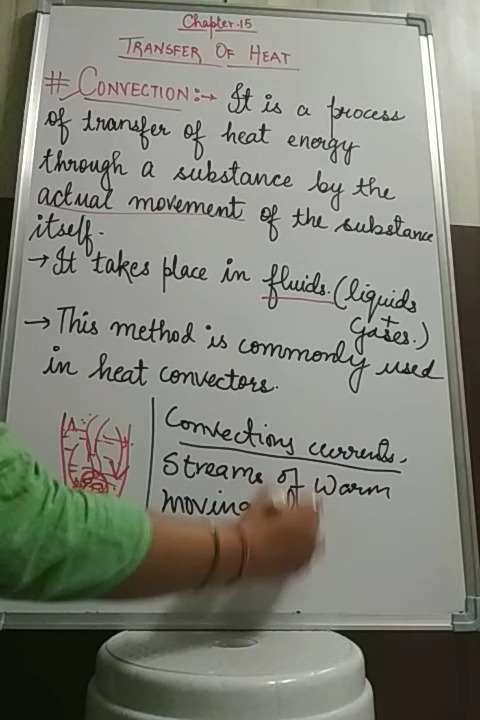 Chapter-15
TRANSFER OF HEAT
# CONVECTION:→ It is a process
of transfer of heat energy
through a substance by the
actual movement of the substance
itself.
→ It takes place in fluids. (liquids
+
gases.)
→ This method is commonly used
in heat convectors.
Convections currents.
Streams of warm
moving